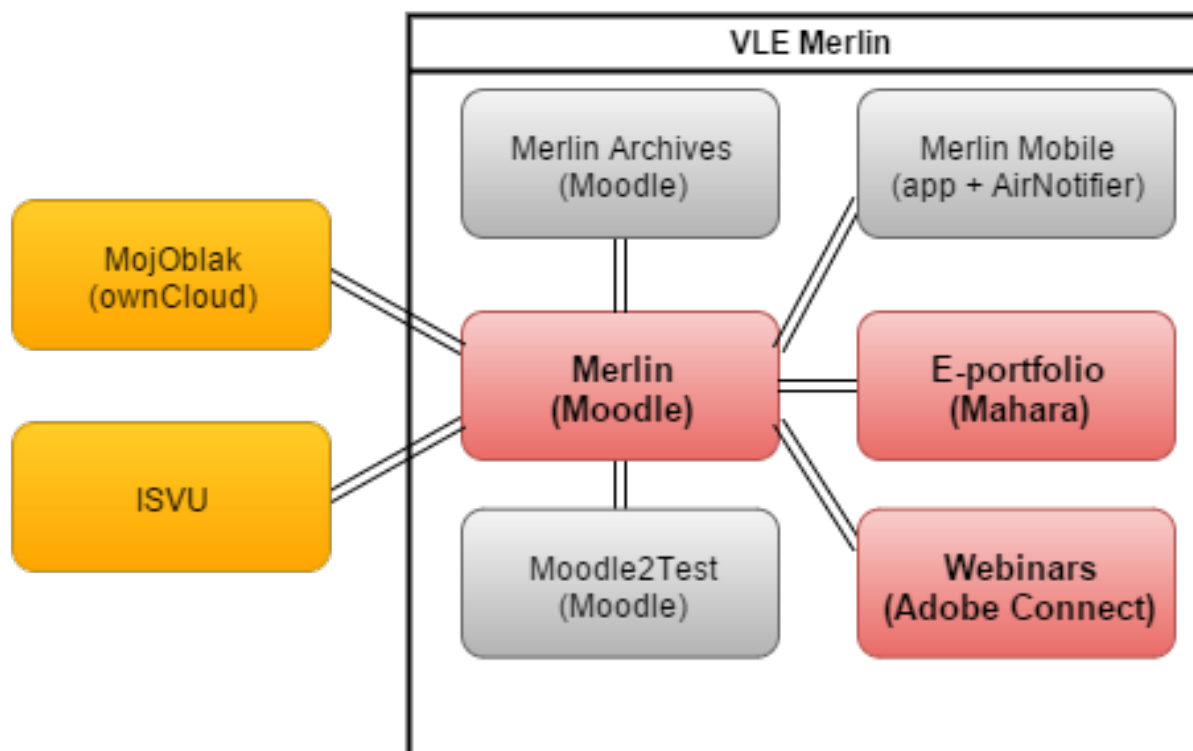 VLE Merlin
Merlin Archives
(Moodle)
Merlin Mobile
(app + AirNotifier)
MojOblak
(ownCloud)
Merlin
(Moodle)
E-portfolio
(Mahara)
ISVU
Moodle2Test
(Moodle)
Webinars
(Adobe Connect)